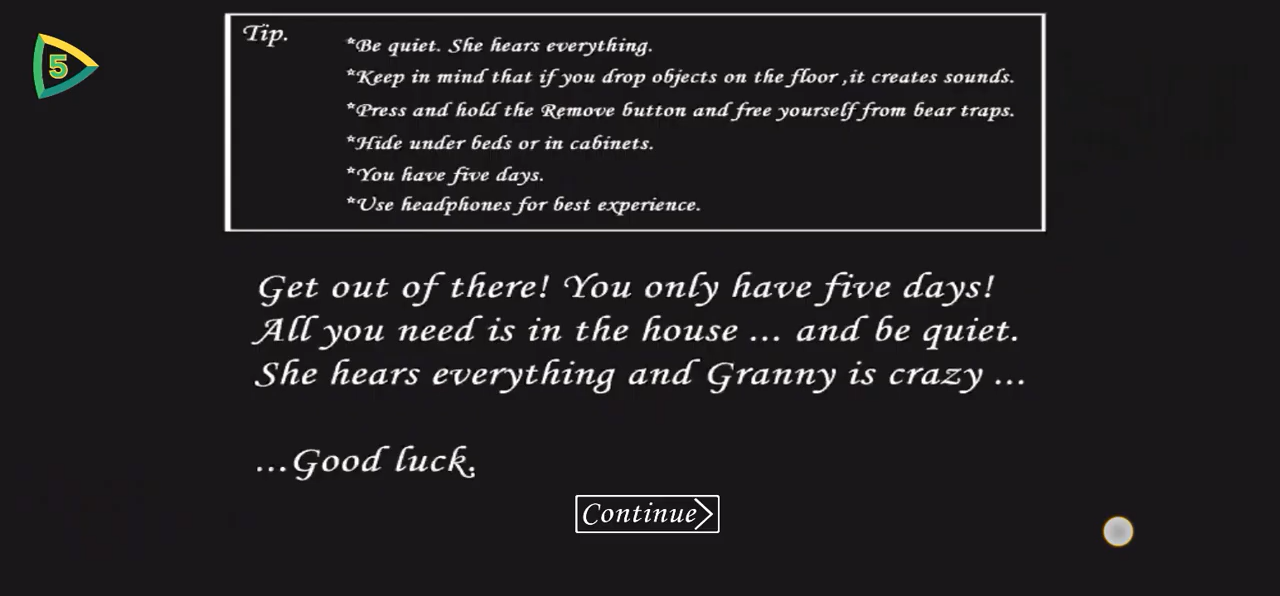 5
Tip.
*Be quiet. She hears everything.
*Keep in mind that if you drop objects on the floor ,it creates sounds.
*Press and hold the Remove button and free yourself from bear traps.
*Hide under beds or in cabinets.
*You have five days.
*Use headphones for best experience.
Get out of there! You only have five days!
All you need is in the house ... and be quiet.
She hears everything and Granny is crazy ...
...Good luck.
Continue